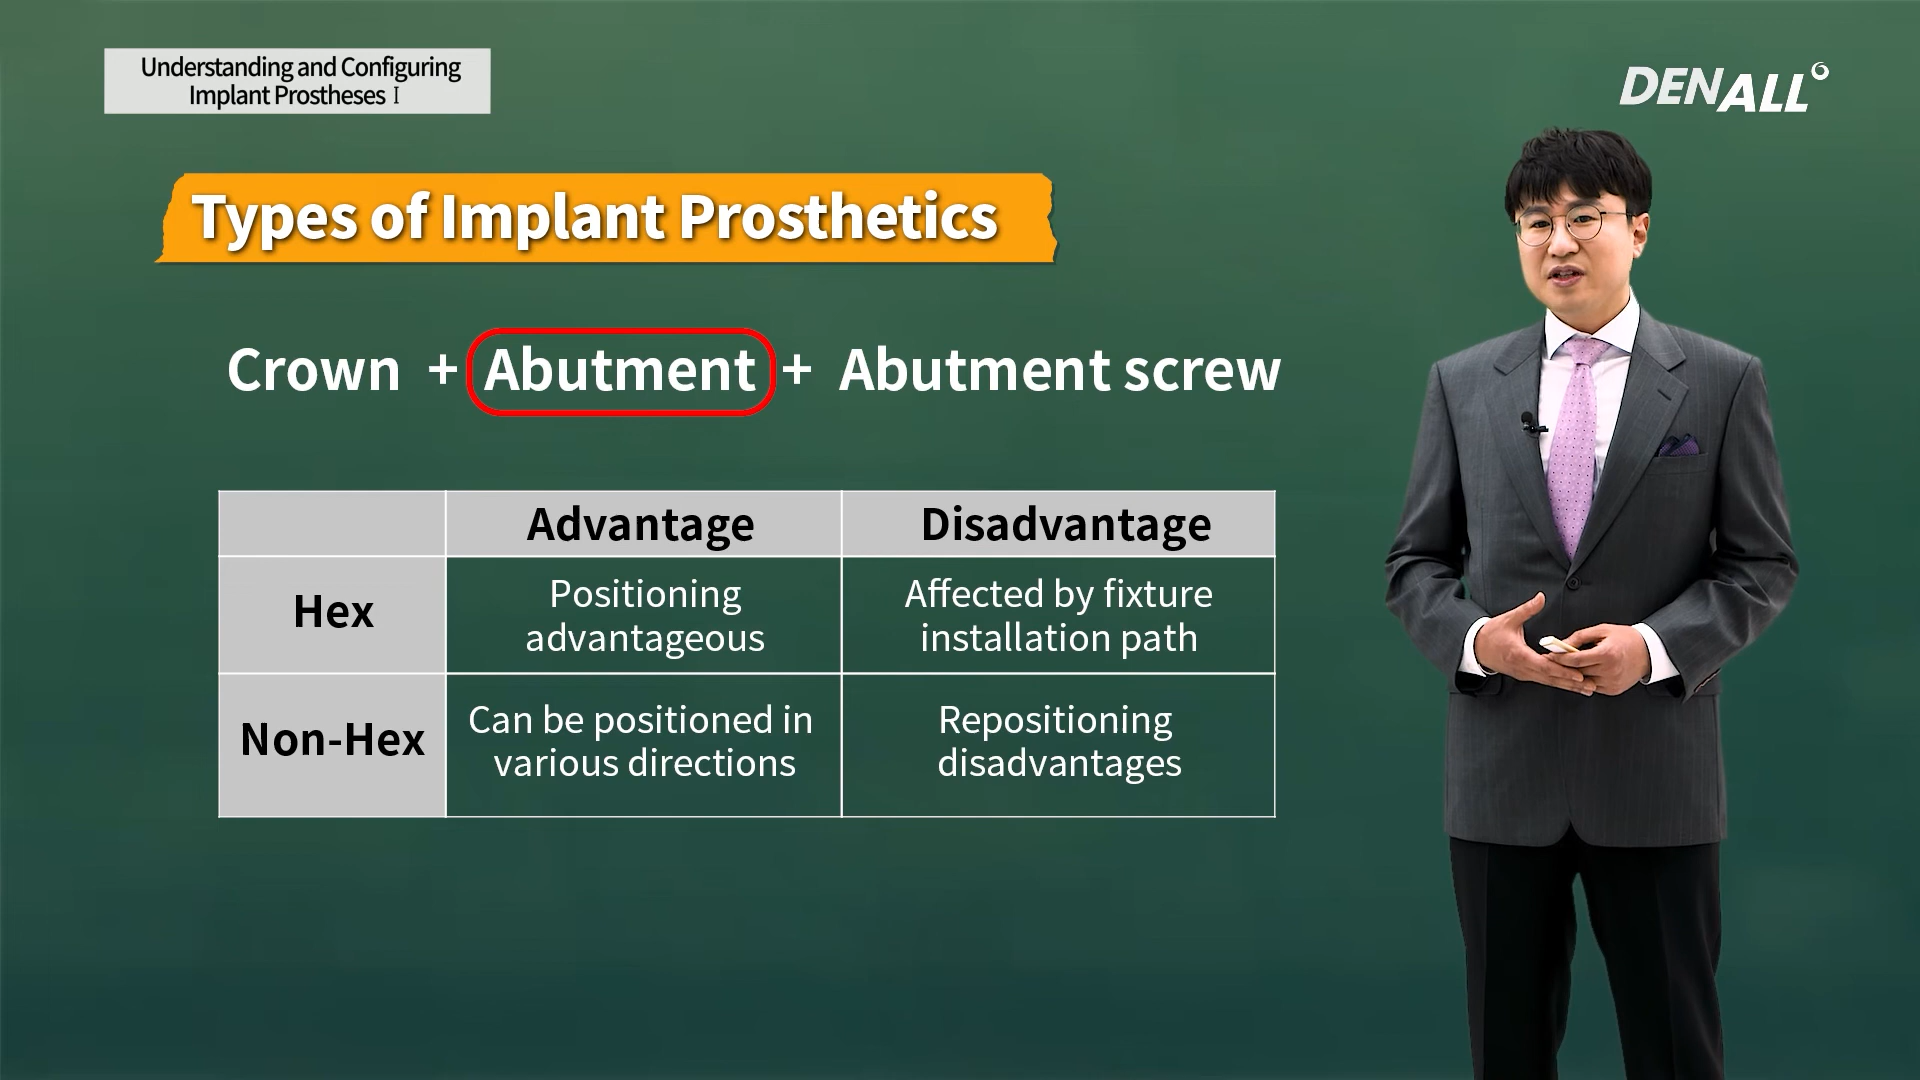 Understanding and Configuring
Implant Prostheses I
DENALL
Types of Implant Prosthetics
Crown + Abutment + Abutment screw
Advantage Disadvantage
Hex
Positioning
advantageous
Affected by fixture
installation path
Non-Hex
Can be positioned in
various directions
Repositioning
disadvantages